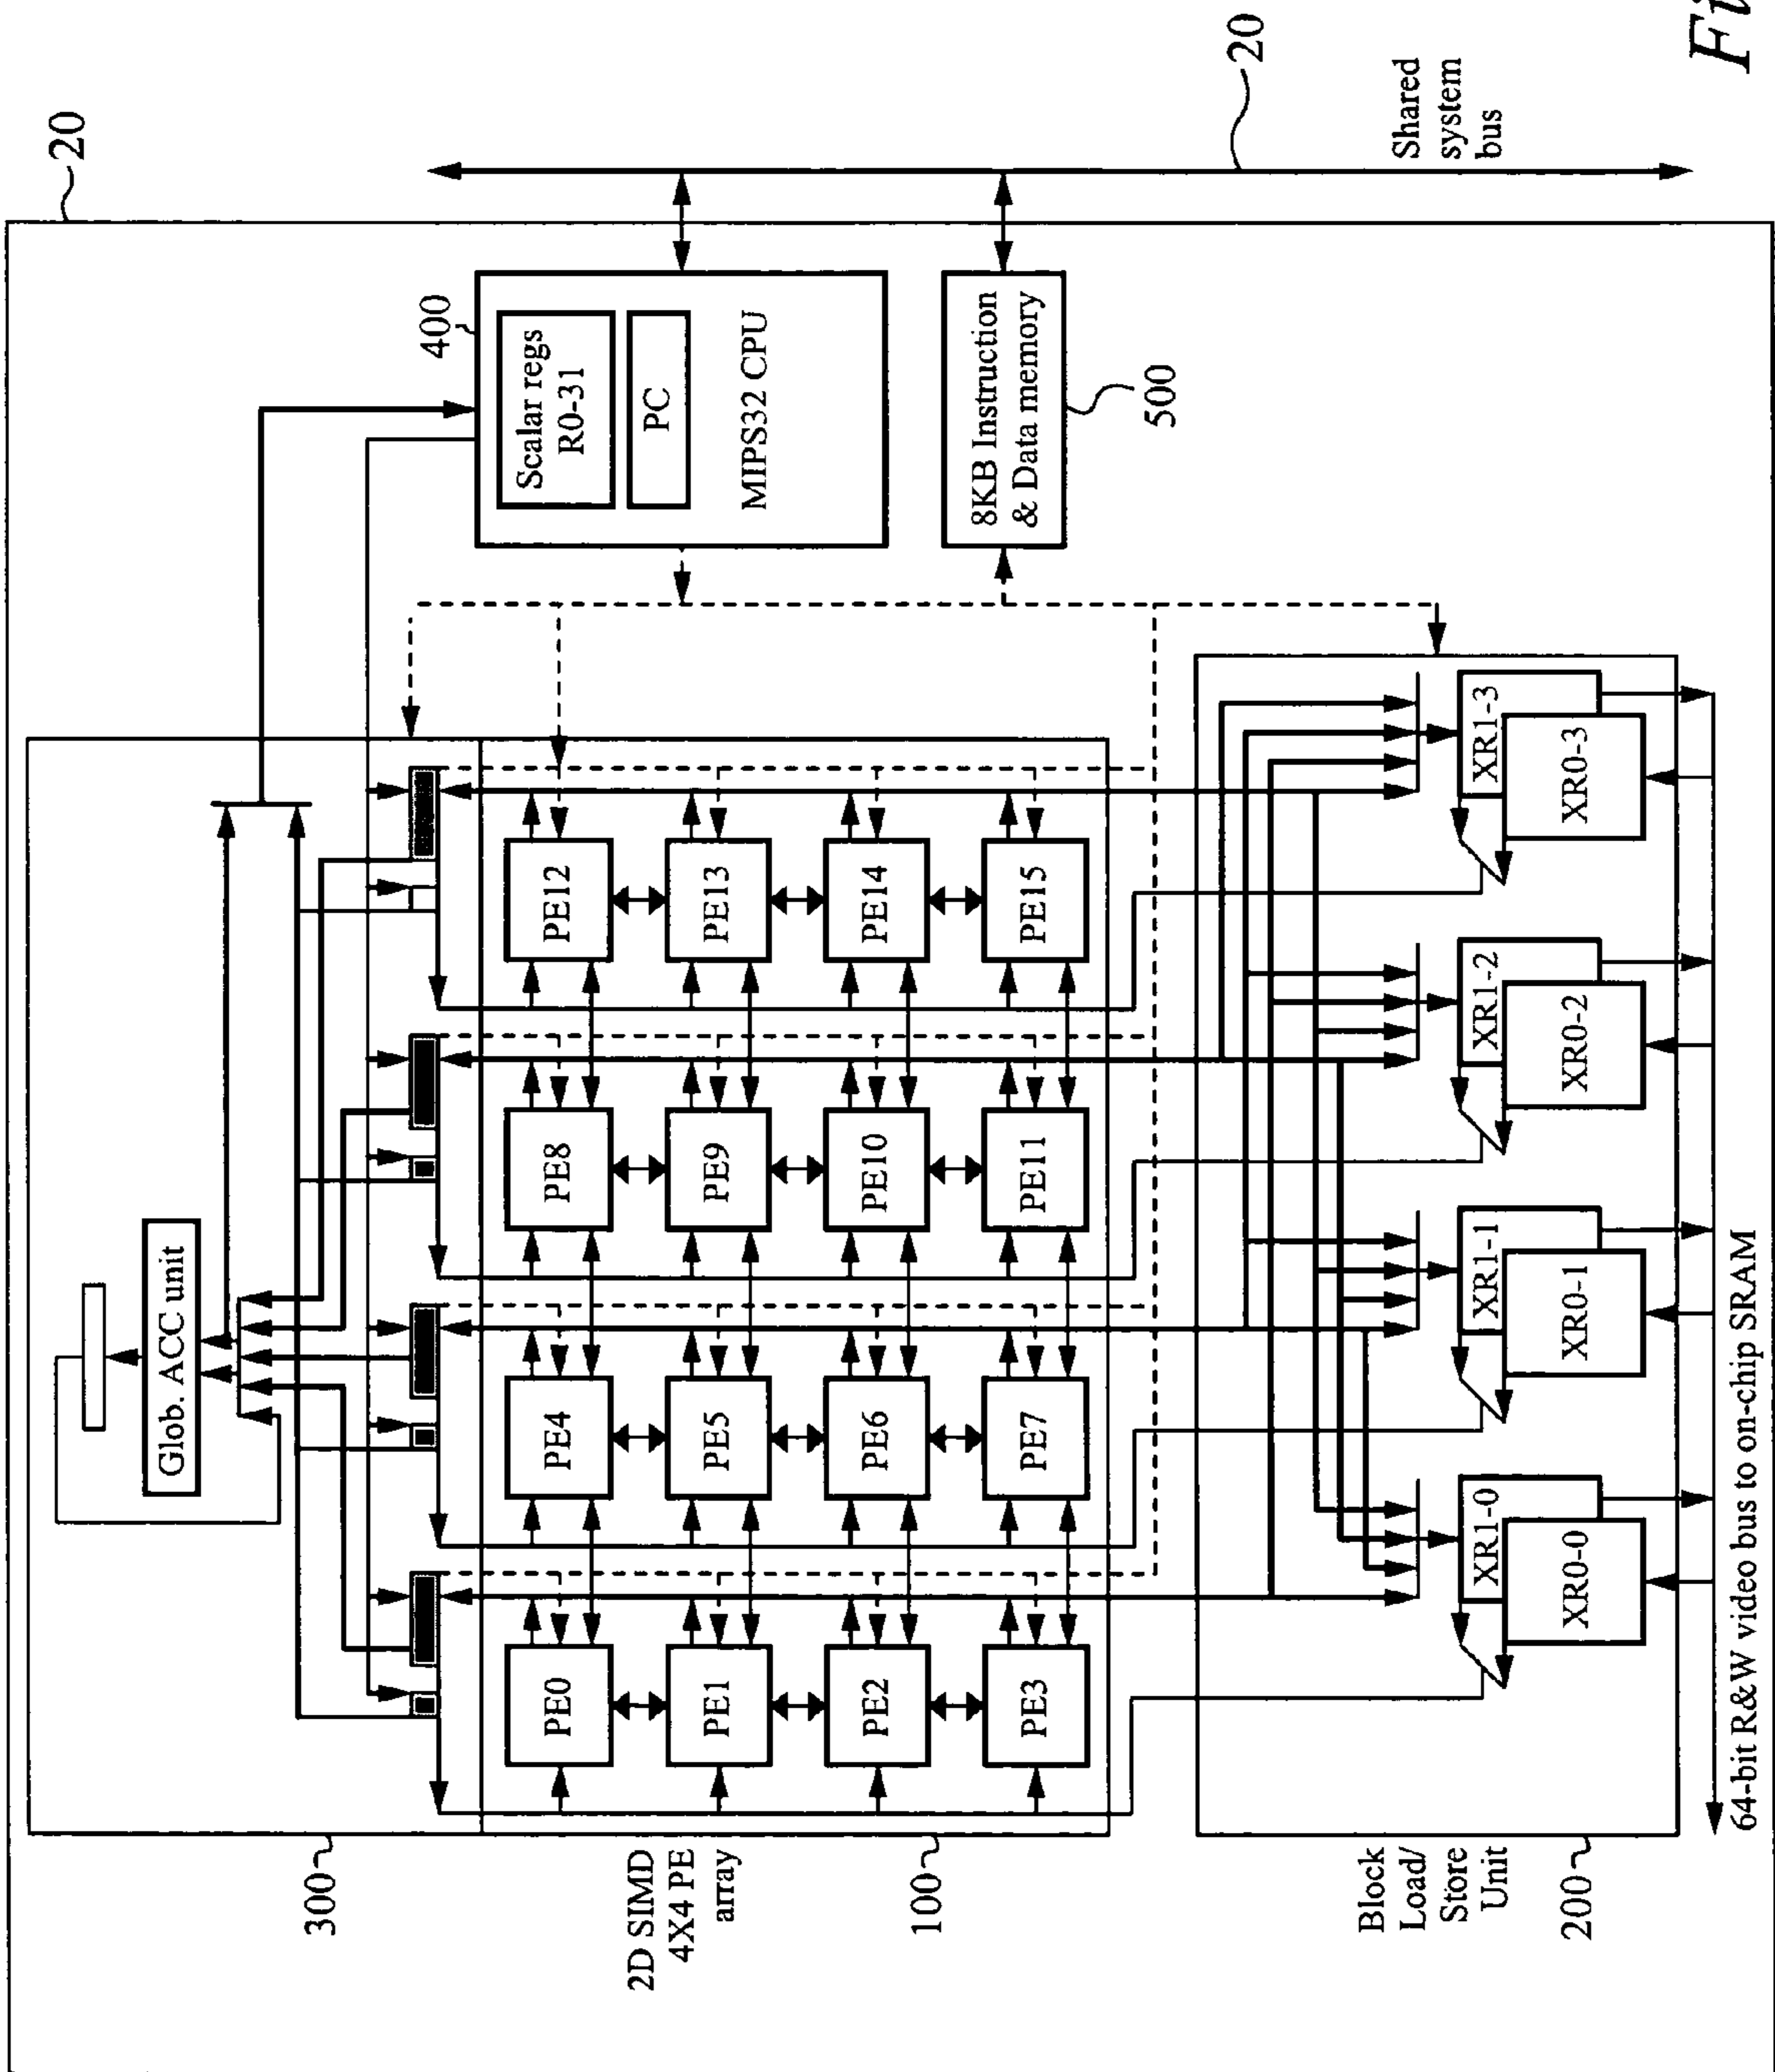 20
20
Shared
system
bus
400
Scalar regs
R0-31
PC
MIPS32 CPU
8KB Instruction
& Data memory
500
Glob. ACC unit
300
2D SIMD
4X4 PE
array
100
PE0
PE4
PE8
PE12
PE1
PE5
PE9
PE13
PE2
PE6
PE10
PE14
PE3
PE7
PE11
PE15
Block
Load/
Store
Unit
200
XR1-0
XR0-0
XR1-1
XR0-1
XR1-2
XR0-2
XR1-3
XR0-3
64-bit R&W video bus to on-chip SRAM